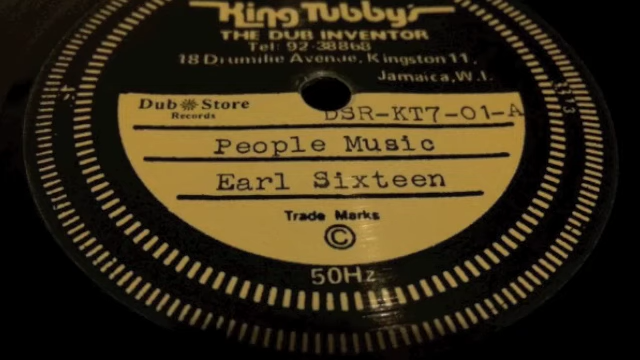 King Tubby's
THE DUB INVENTOR
Tel: 92-38868
18 Drumilie Avenue, Kingston 11,
Jamaica, W.I.
Dub Store
Records
DSR-KT7-01-A
People Music
Earl Sixteen
Trade Marks
©
50Hz